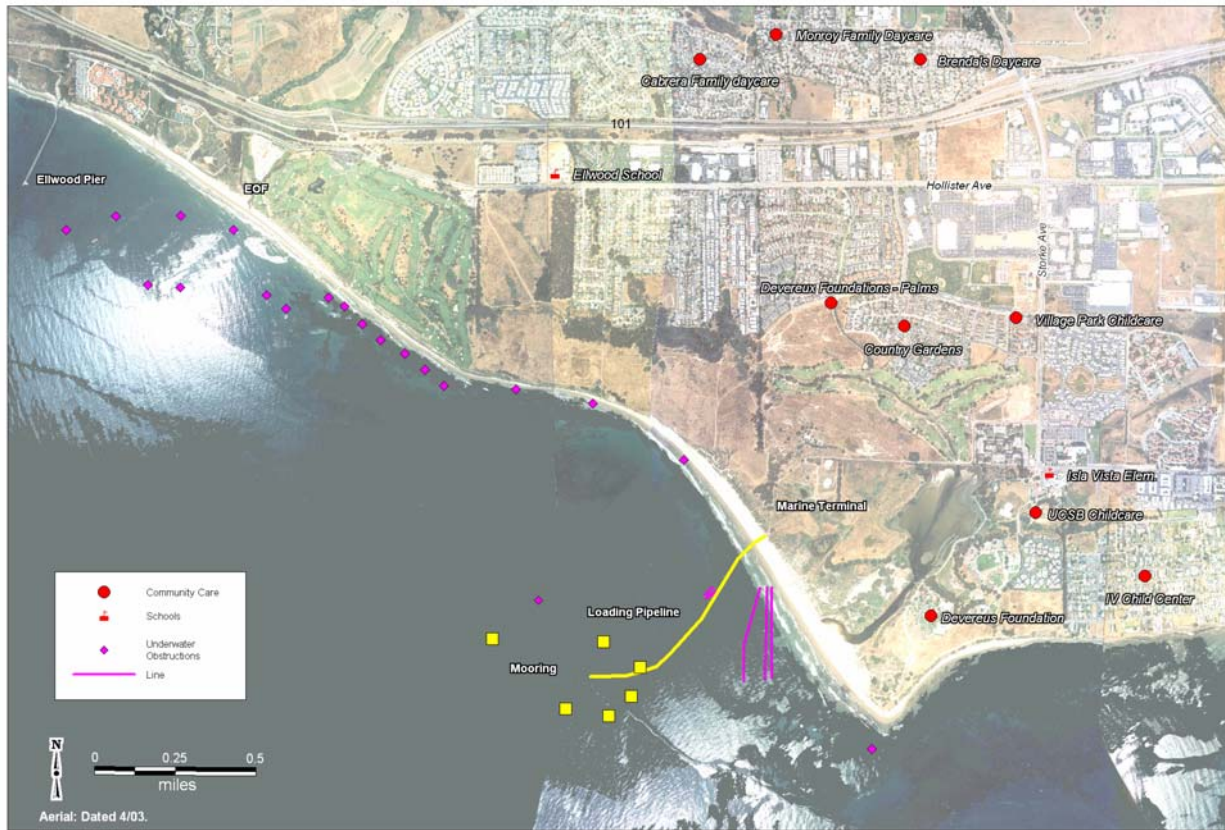 Monroy Family Daycare
Cabrera Family daycare
Brenda's Daycare
101
Ellwood Pier
EOF
Ellwood School
Hollister Ave
Storke Ave
Devereux Foundations - Palms
Village Park Childcare
Country Gardens
Isla Vista Elem.
Marine Terminal
UCSB Childcare
IV Child Center
Devereus Foundation
Loading Pipeline
Mooring
Community Care
Schools
Underwater
Obstructions
Line
N
0 0.25 0.5
miles
Aerial: Dated 4/03.